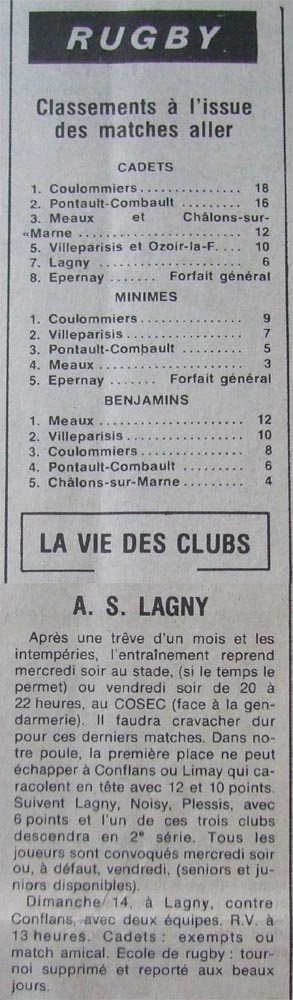 RUGBY
Classements à l'issue
des matches aller
CADETS
1. Coulommiers............... 18
2. Pontault-Combault .......... 16
3. Meaux et Châlons-sur-
«Marne ....................... 12
5. Villeparisis et Ozoir-la-F.... 10
7. Lagny ...................... 6
8. Epernay ...... Forfait général
MINIMES
1. Coulommiers................ 9
2. Villeparisis.................. 7
3. Pontault-Combault .......... 5
4. Meaux ...................... 3
5. Epernay ....... Forfait général
BENJAMINS
1. Meaux ...................... 12
2. Villeparisis.................. 10
3. Coulommiers................ 8
4. Pontault-Combault .......... 6
5. Châlons-sur-Marne.......... 4
LA VIE DES CLUBS
A. S. LAGNY
Après une trêve d'un mois et les
intempéries, l'entraînement reprend
mercredi soir au stade, (si le temps le
permet) ou vendredi soir de 20 à
22 heures, au COSEC (face à la gen-
darmerie). Il faudra cravacher dur
pour ces derniers matches. Dans no-
tre poule, la première place ne peut
échapper à Conflans ou Limay qui ca-
racolent en tête avec 12 et 10 points.
Suivent Lagny, Noisy, Plessis, avec
6 points et l'un de ces trois clubs
descendra en 2e série. Tous les
joueurs sont convoqués mercredi soir
ou, à défaut, vendredi, (seniors et ju-
niors disponibles).
Dimanche 14, à Lagny, contre
Conflans, avec deux équipes. R.V. à
13 heures. Cadets : exempts ou
match amical. Ecole de rugby : tour-
noi supprimé et reporté aux beaux
jours.